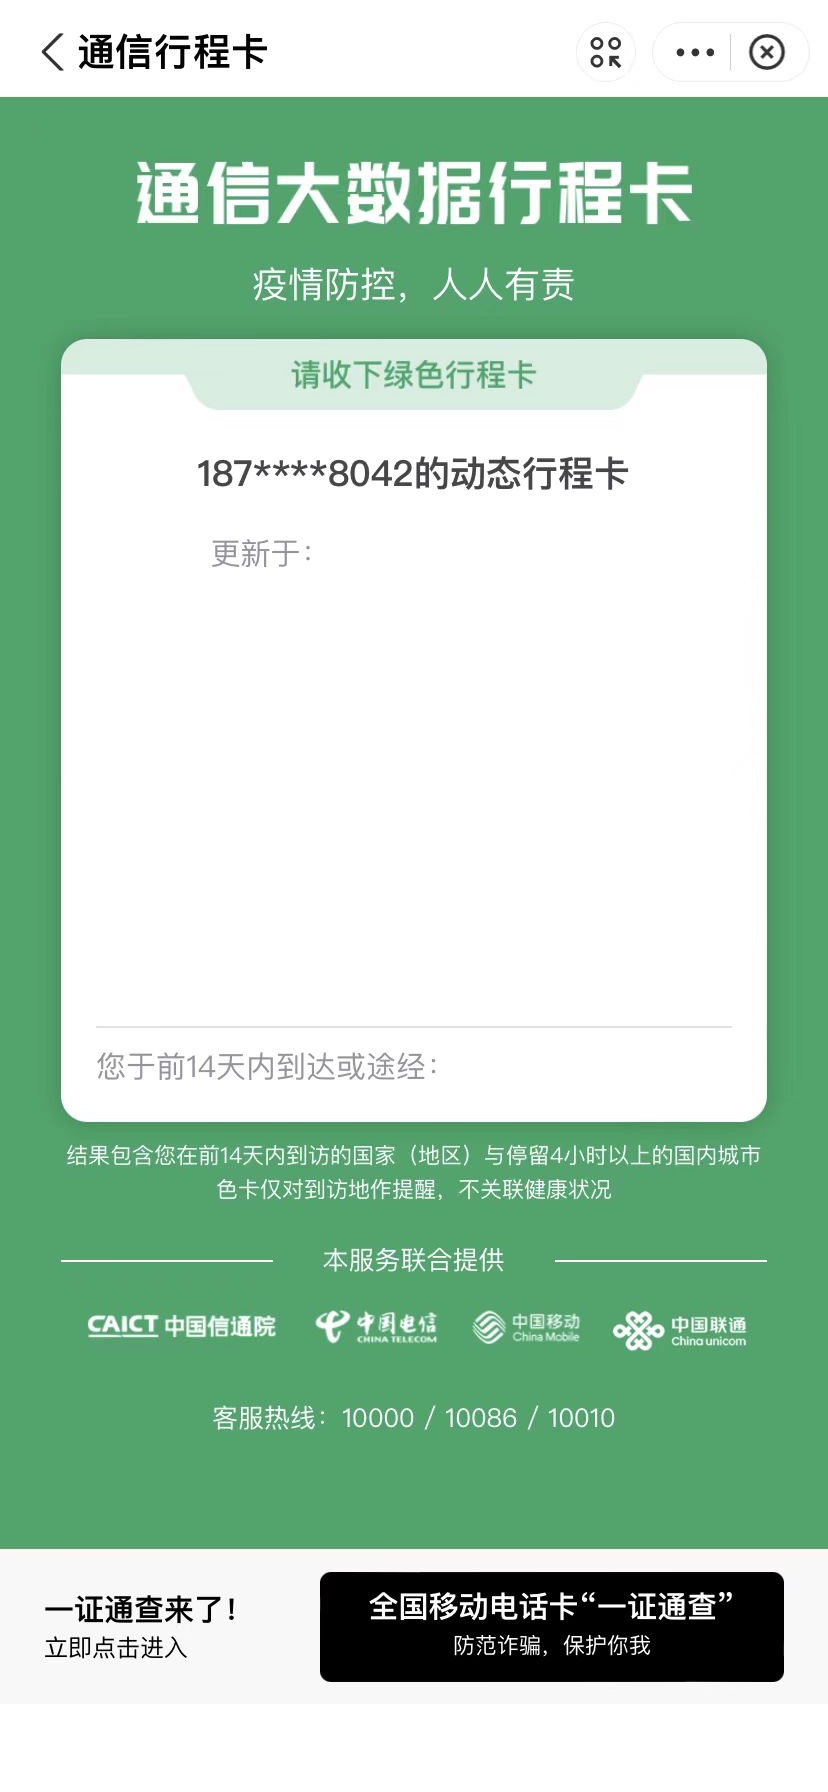 通信行程卡
通信大数据行程卡
疫情防控，人人有责
请收下绿色行程卡
187****8042的动态行程卡
更新于：
您于前14天内到达或途经：
结果包含您在前14天内到访的国家（地区）与停留4小时以上的国内城市
色卡仅对到访地作提醒，不关联健康状况
本服务联合提供
CAICT 中国信通院
中国电信
CHINA TELECOM
中国移动
China Mobile
中国联通
China unicom
客服热线：10000 / 10086 / 10010
一证通查来了！
立即点击进入
全国移动电话卡“一证通查”
防范诈骗，保护你我